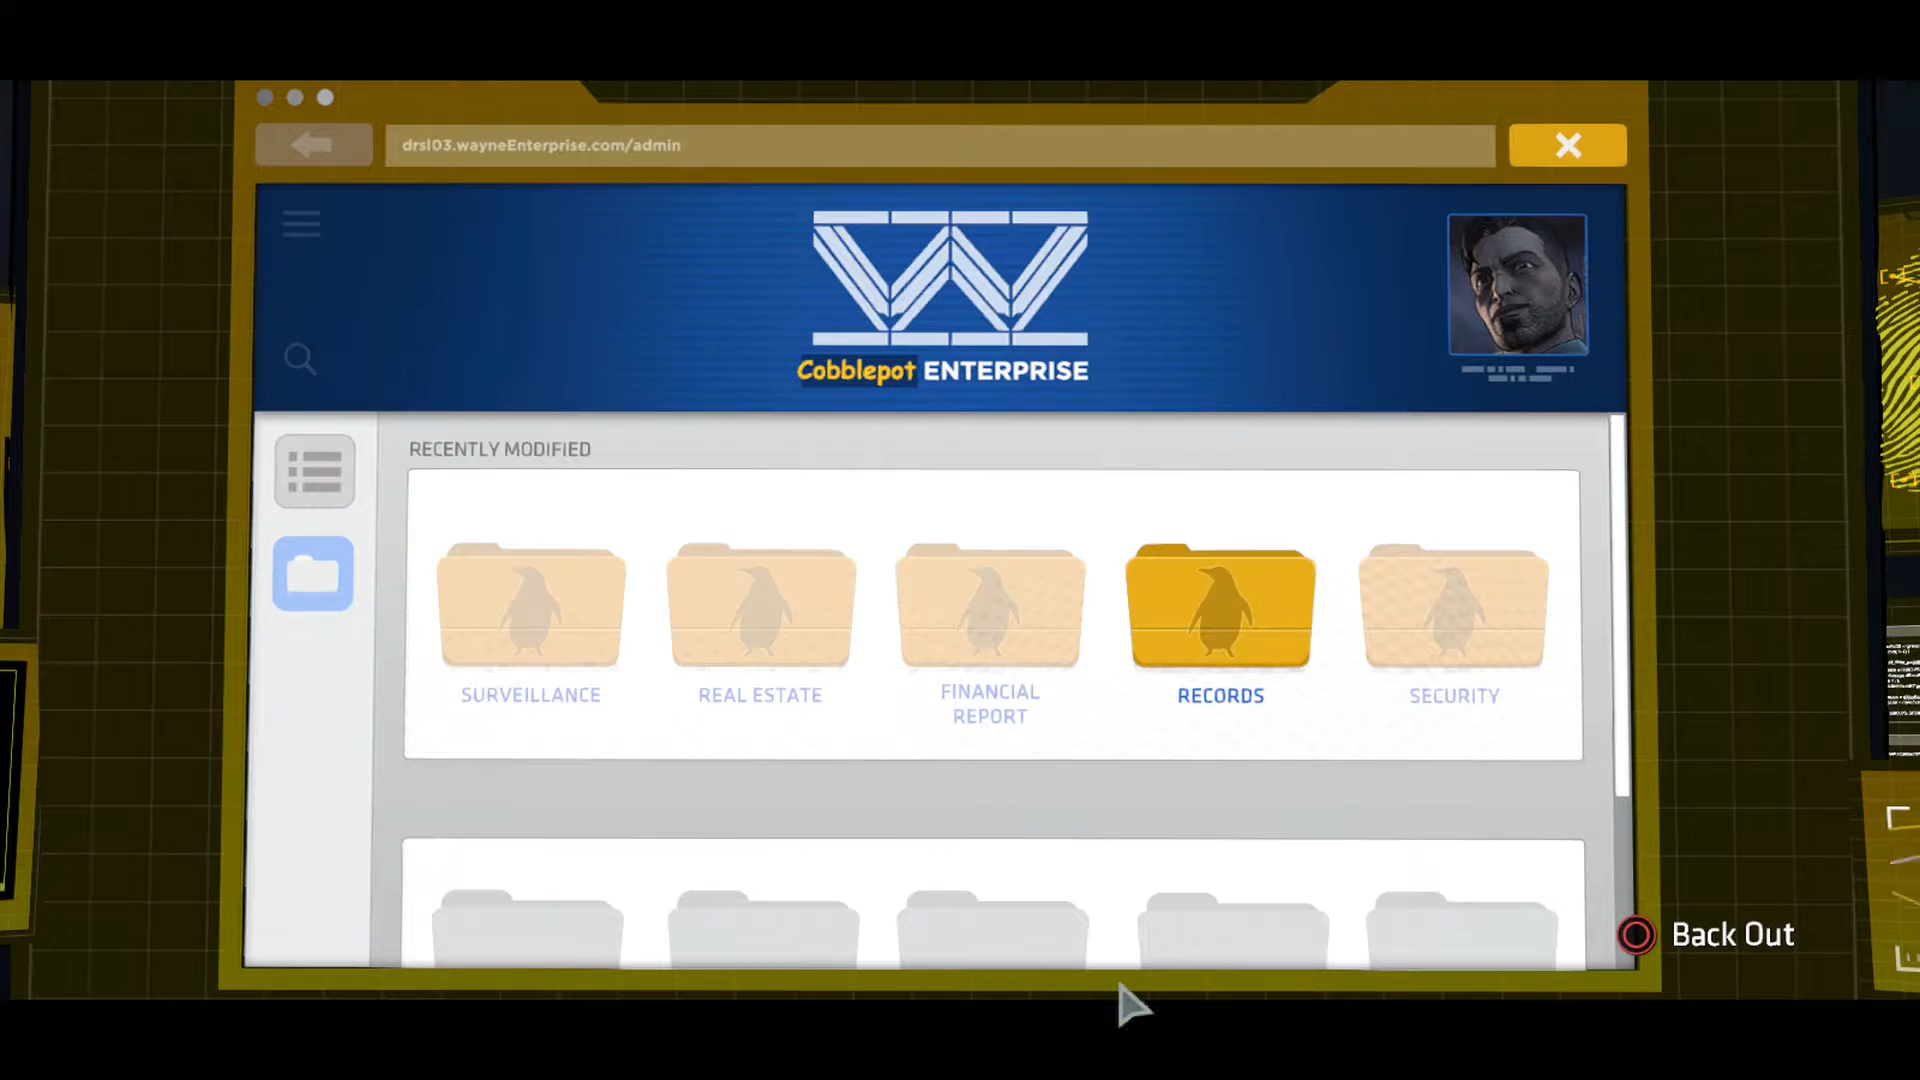 drsl03.wayneEnterprise.com/admin
Cobblepot ENTERPRISE
RECENTLY MODIFIED
SURVEILLANCE
REAL ESTATE
FINANCIAL
REPORT
RECORDS
SECURITY
Back Out